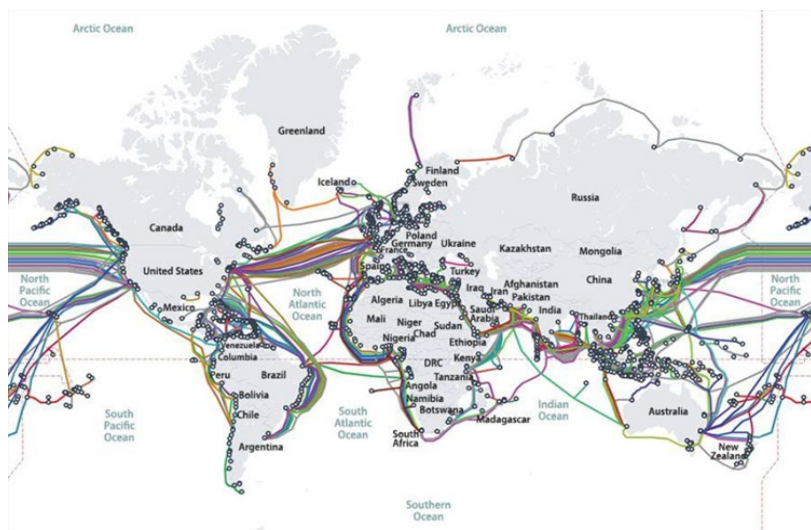 Arctic Ocean
Arctic Ocean
Greenland
Iceland
Finland
Sweden
Russia
Canada
Poland
Germany
Ukraine
France
Kazakhstan
Mongolia
United States
Spain
Turkey
China
North
Pacific
Ocean
North
Atlantic
Ocean
Iraq
Iran
Afghanistan
Pakistan
North
Pacific
Ocean
Mexico
Algeria
Libya
Egypt
Saudi
Arabia
India
Mali
Niger
Chad
Sudan
Thailand
Nigeria
Ethiopia
Venezuela
Columbia
DRC
Kenya
Peru
Brazil
Tanzania
Angola
Bolivia
Namibia
Botswana
Madagascar
Indian
Ocean
South
Pacific
Ocean
Chile
South
Atlantic
Ocean
Australia
Argentina
South
Africa
New
Zealand
Southern
Ocean